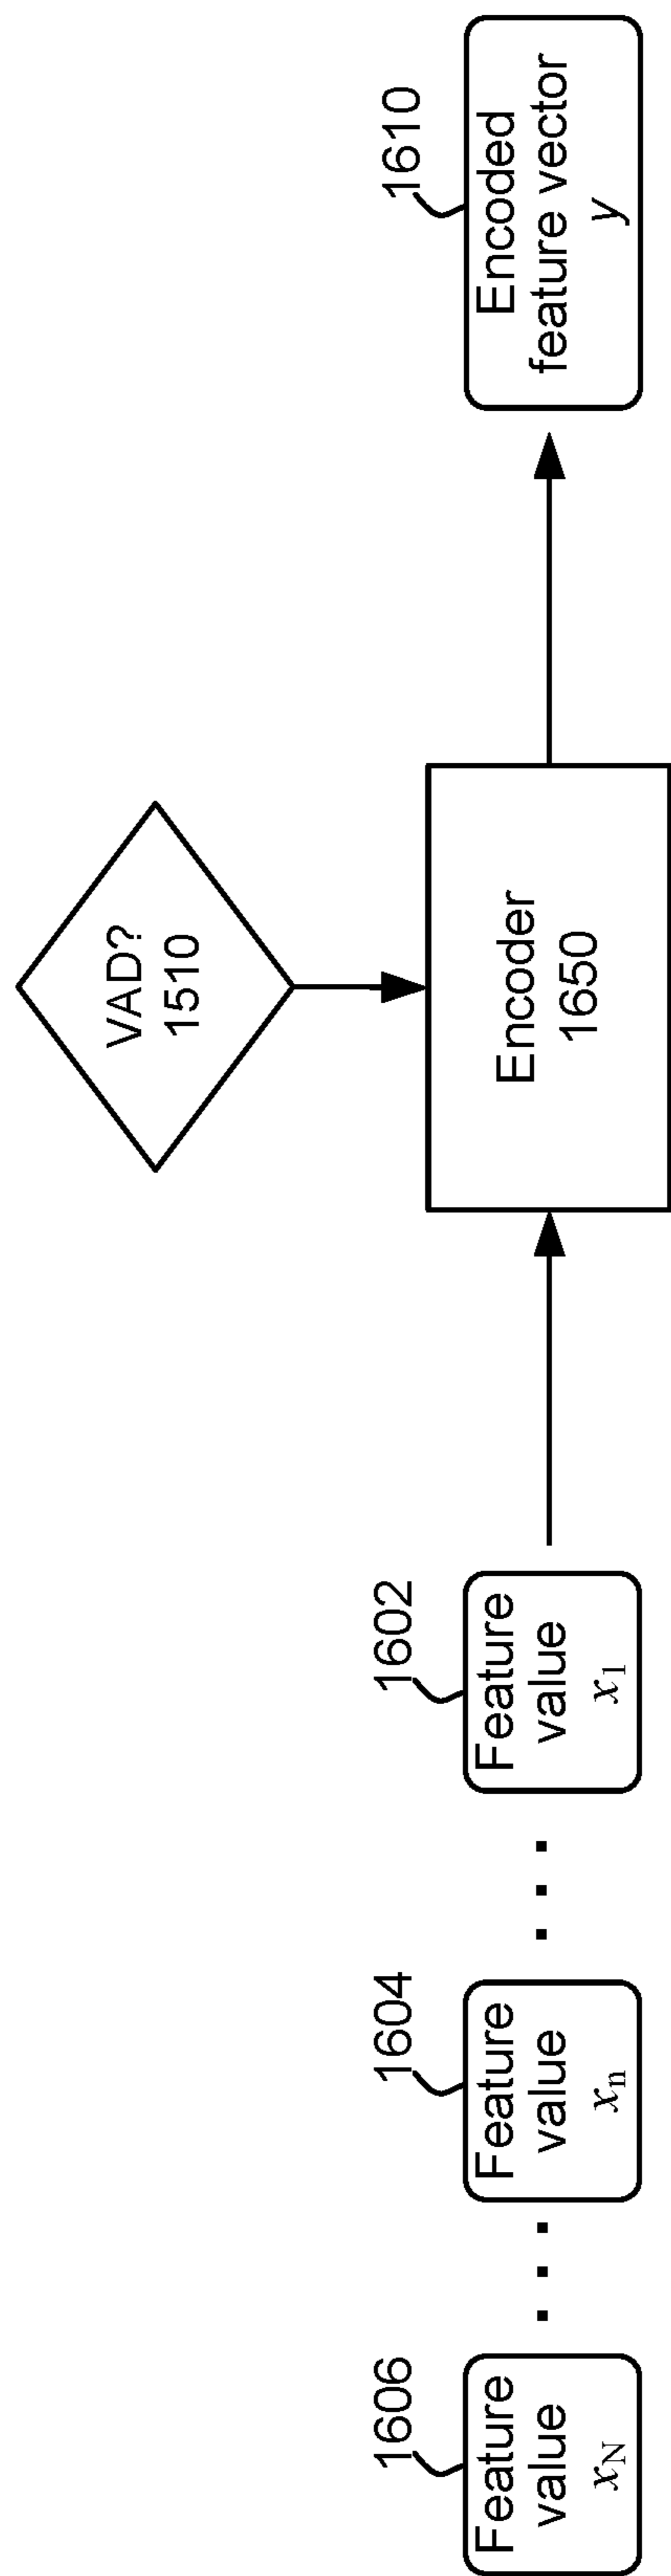 VAD?
1510
1606
1604
1602
1610
Feature
value
xN
. . .
Feature
value
xn
. . .
Feature
value
x1
Encoder
1650
Encoded
feature vector
y